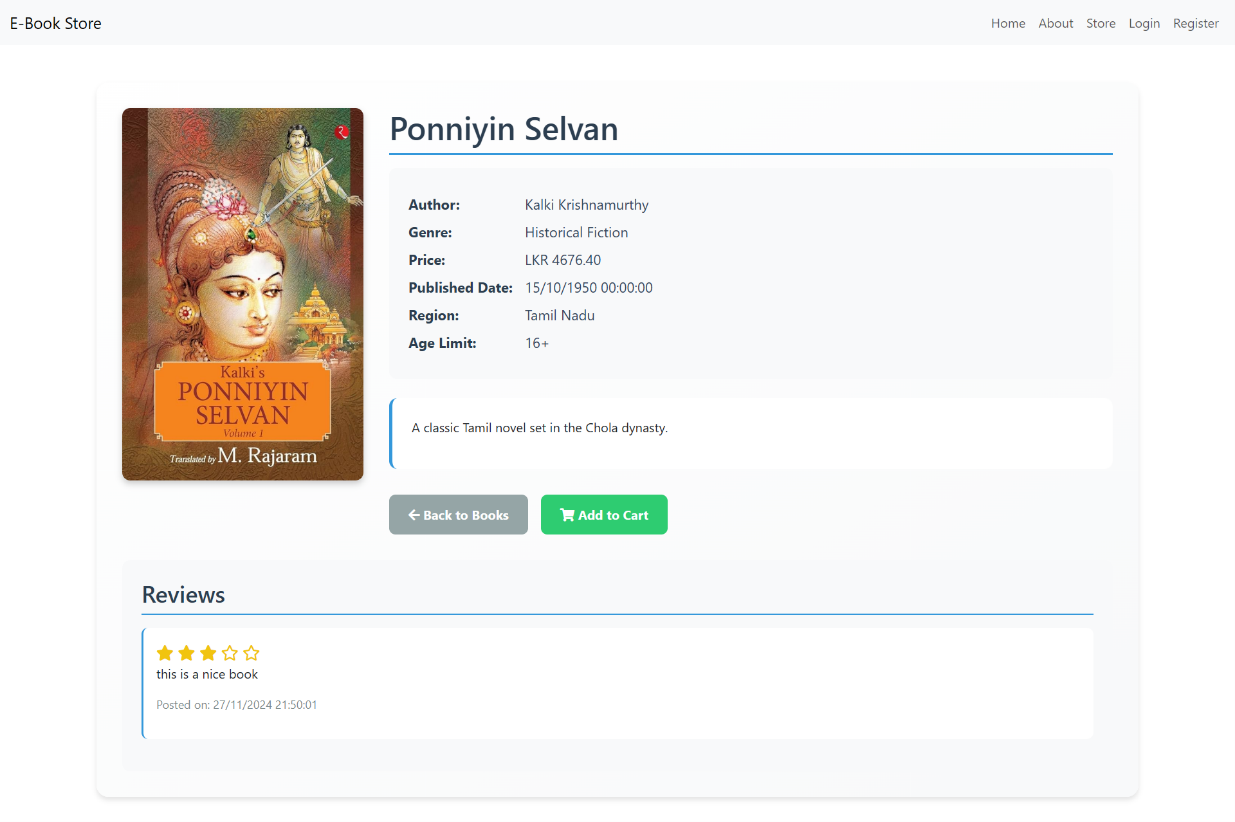 E-Book Store
Home About Store Login Register
Kalki's
PONNIYIN
SELVAN
Volume 1
Translated by M. Rajaram
Ponniyin Selvan
Author: Kalki Krishnamurthy
Genre: Historical Fiction
Price: LKR 4676.40
Published Date: 15/10/1950 00:00:00
Region: Tamil Nadu
Age Limit: 16+
A classic Tamil novel set in the Chola dynasty.
Back to Books Add to Cart
Reviews
this is a nice book
Posted on: 27/11/2024 21:50:01